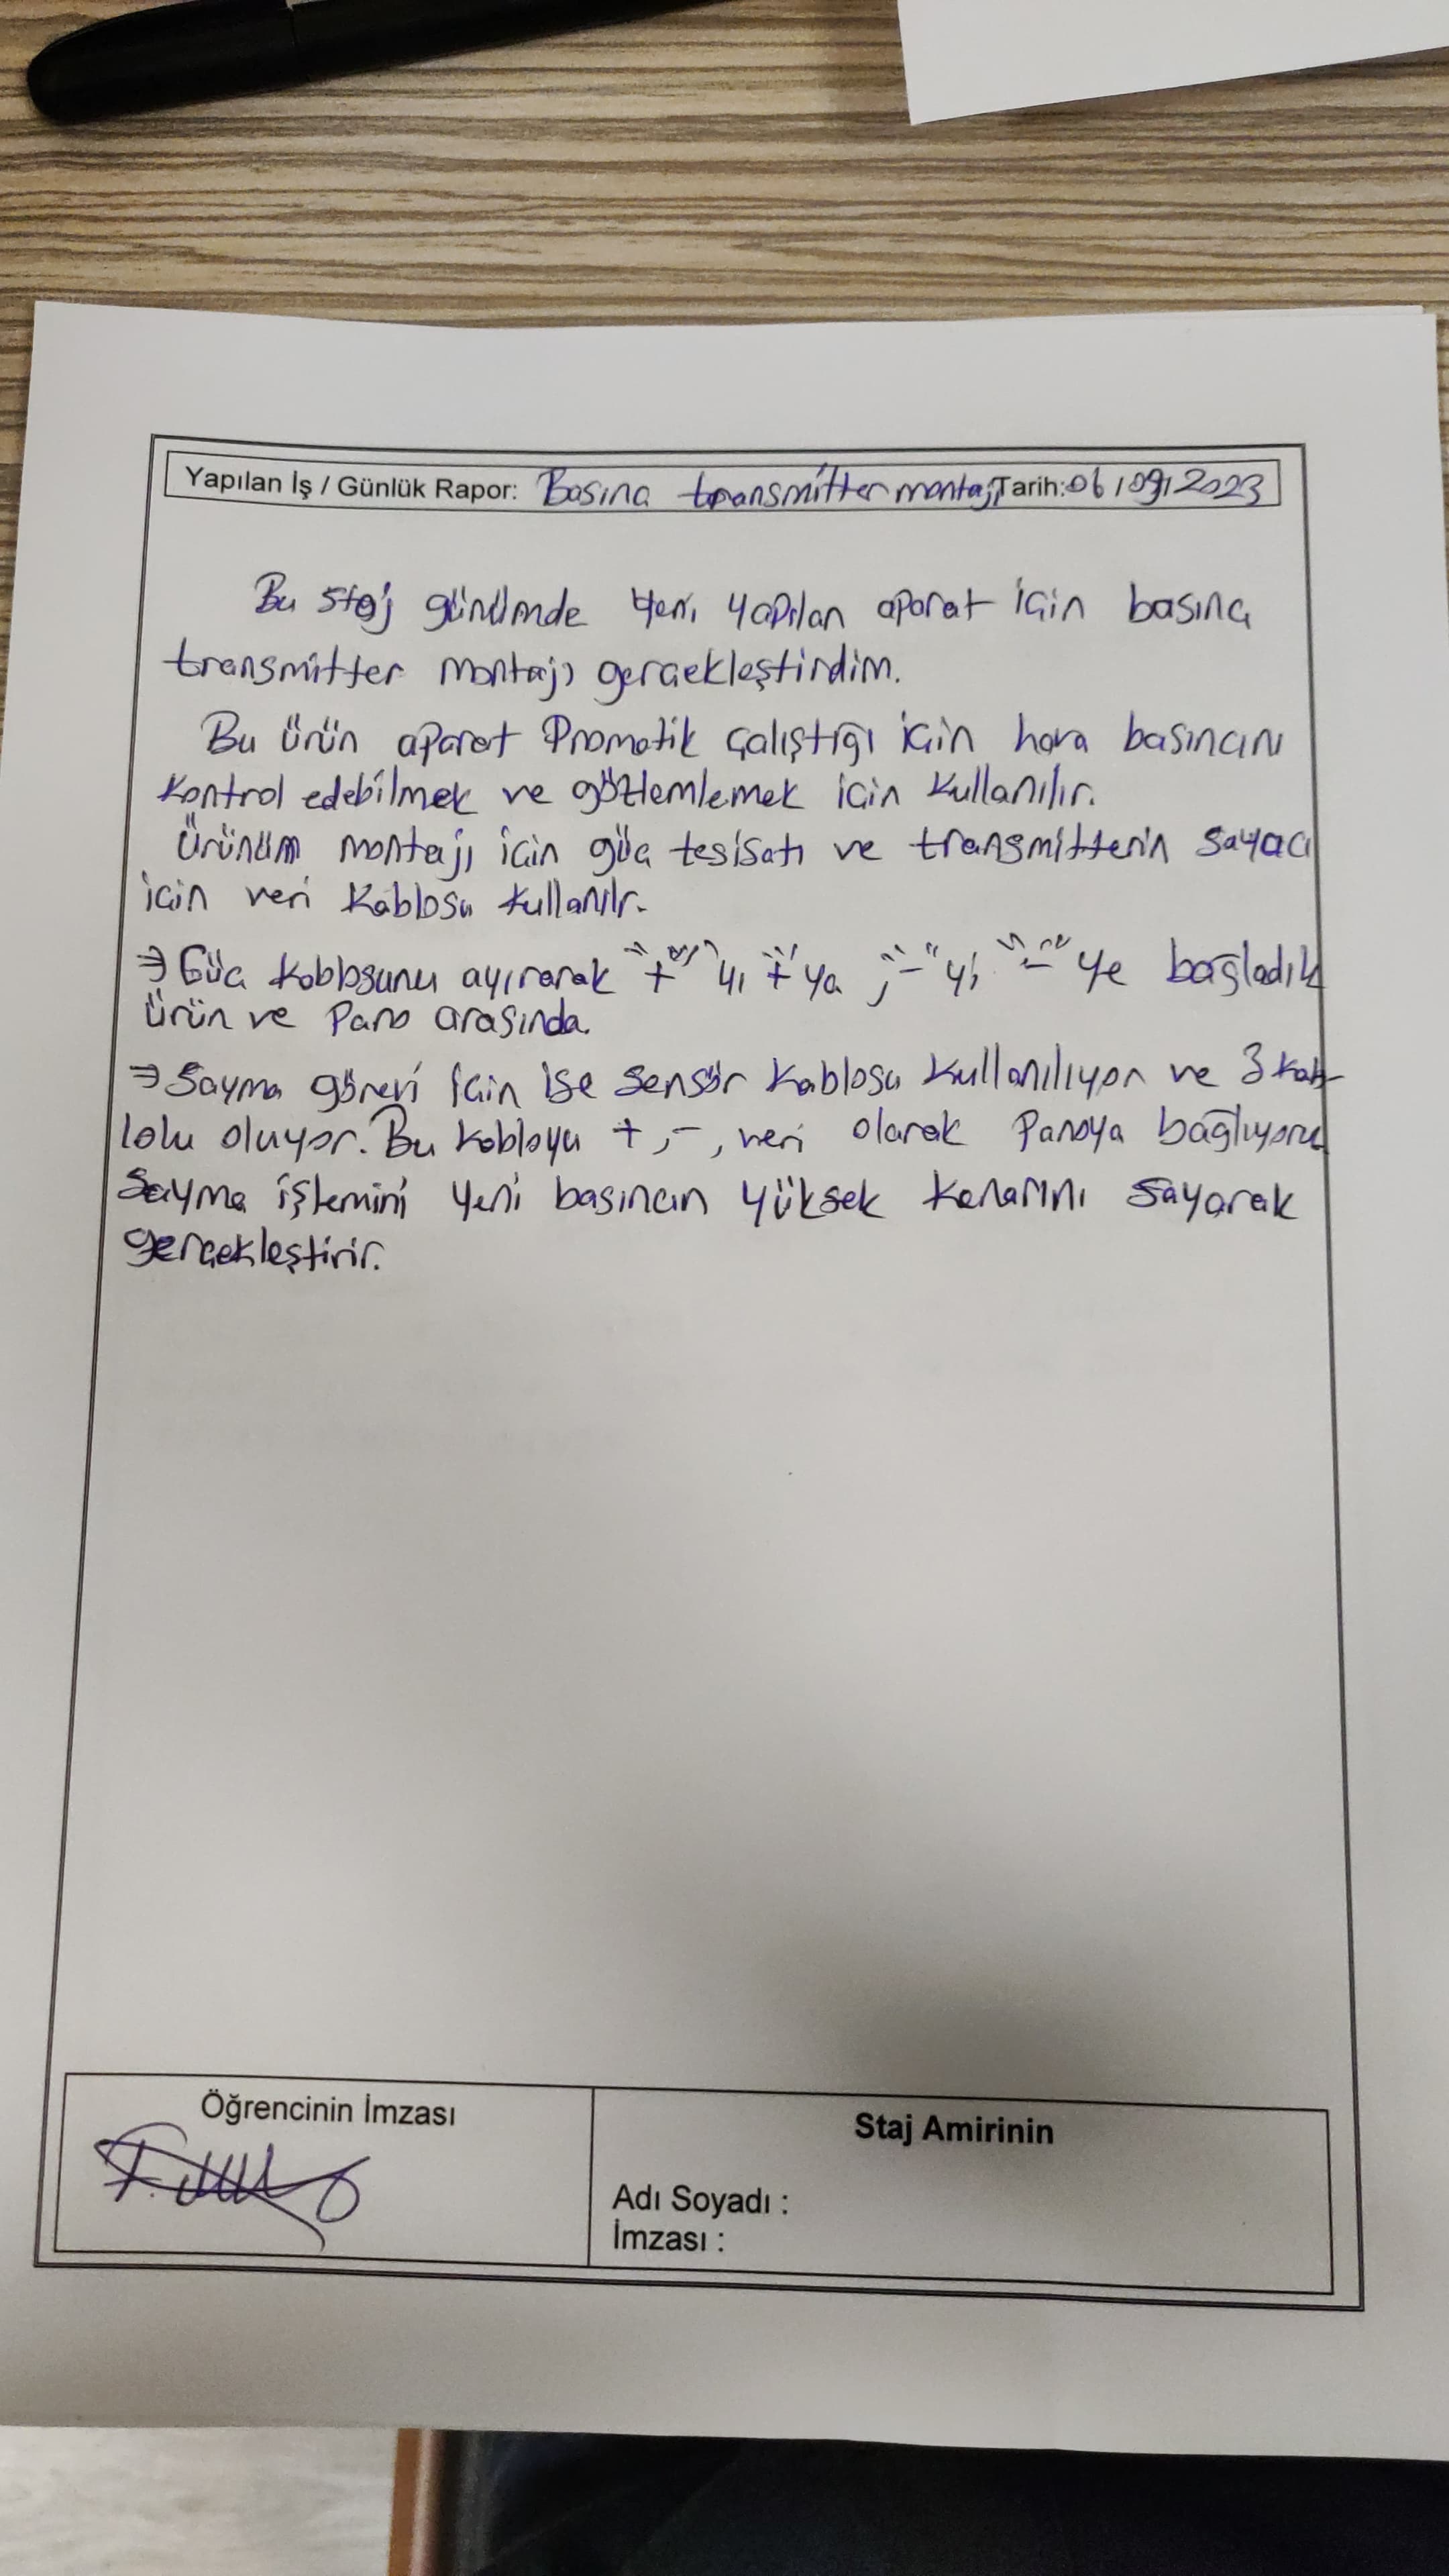 Yapılan İş / Günlük Rapor: Basınç transmitter montajı Tarih: 06/09/2023
Bu staj günümde yeni yapılan aparat için basınç
transmitter montajı gerçekleştirdim.
Bu ürün aparat Pnomatik çalıştığı için hava basıncını
kontrol edebilmek ve gözlemlemek için kullanılır.
Ürünüm montajı için güç tesisatı ve transmitterin sayacı
için veri kablosu kullanılır.
⇒ Güç kablosunu ayırarak "+" yı "+" ya ; "-" yi "-" ye bağladık
ürün ve Pano arasında.
⇒ Sayma görevi için ise sensör kablosu kullanılıyor ve 3 kab-
lolu oluyor. Bu kabloyu +, -, veri olarak Panoya bağlıyoruz
Sayma işlemini yeni basıncın yüksek kenarını sayarak
gerçekleştirir.
Öğrencinin İmzası
Staj Amirinin
Adı Soyadı :
İmzası :